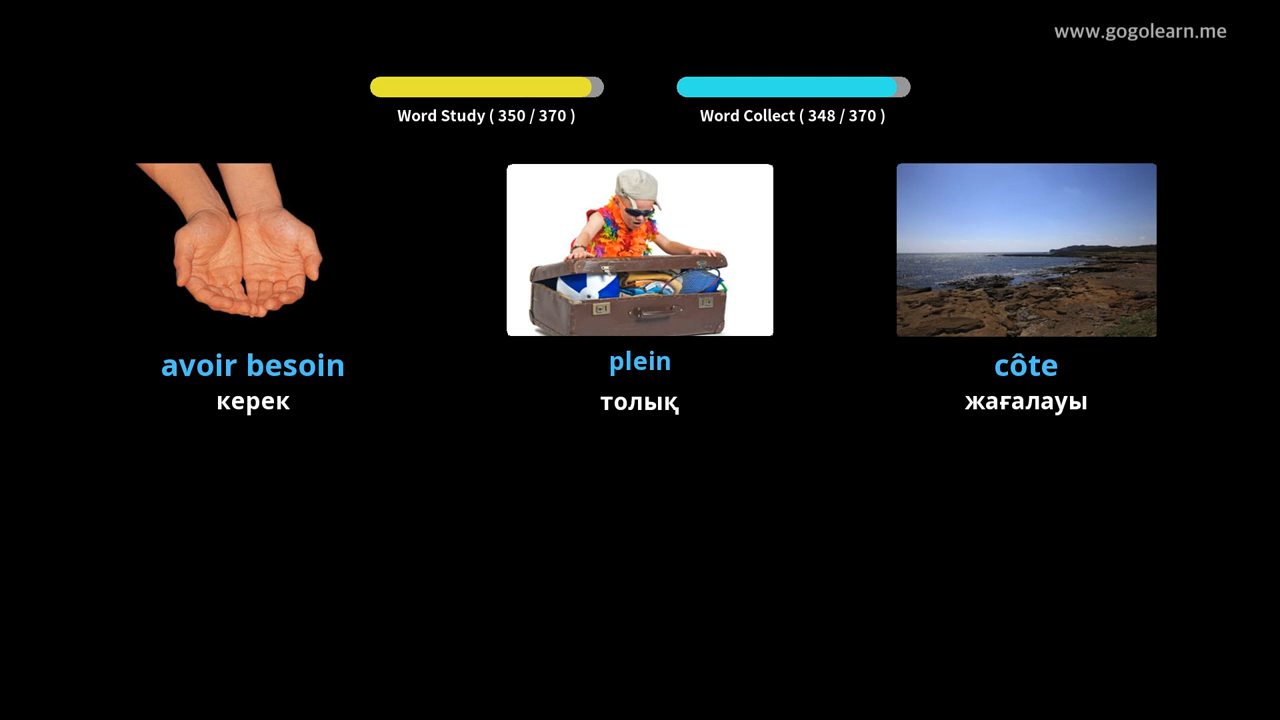 www.gogolearn.me
Word Study ( 350 / 370 )
Word Collect ( 348 / 370 )
avoir besoin
керек
plein
толық
côte
жағалауы